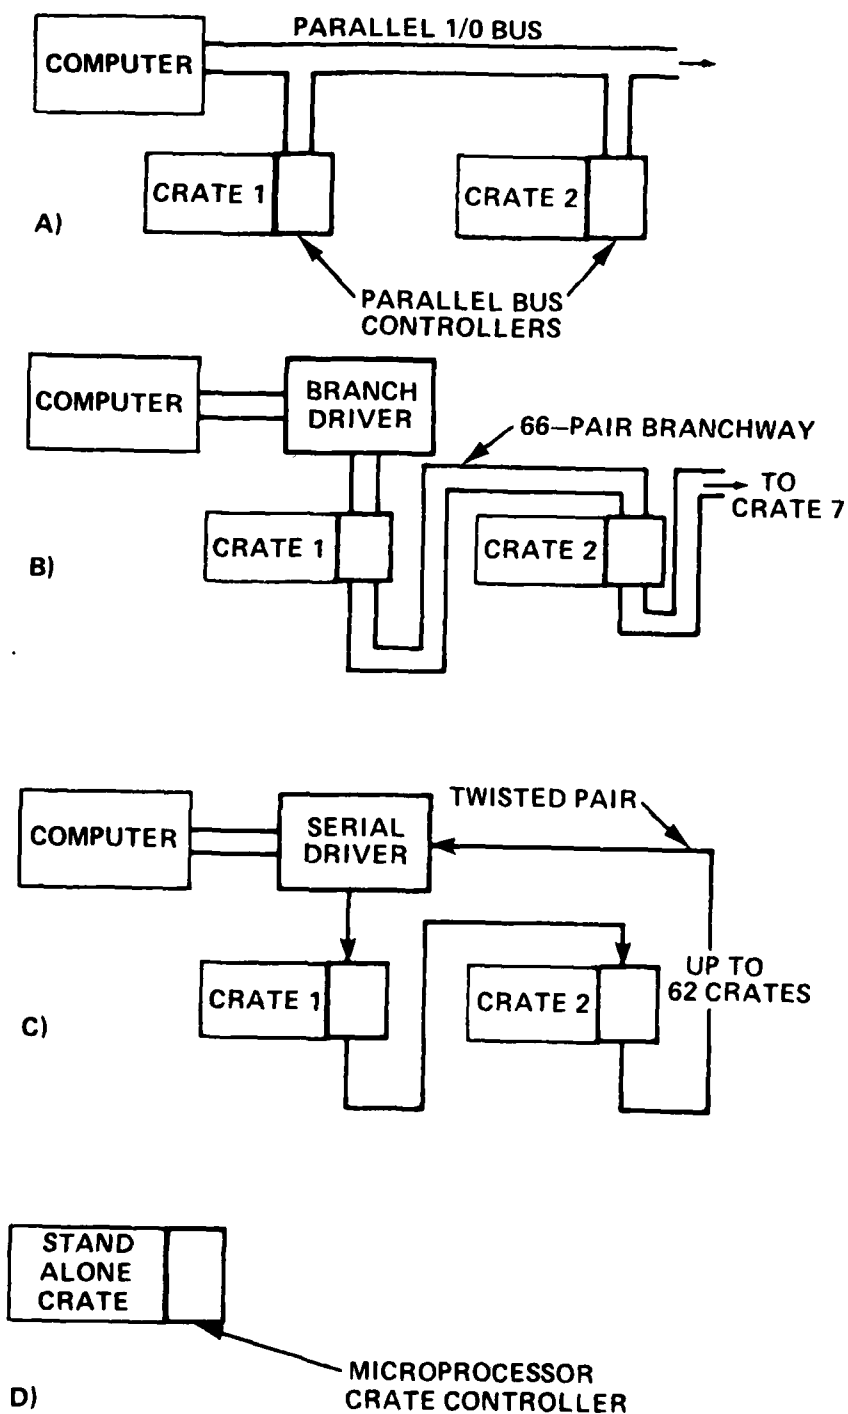 PARALLEL 1/0 BUS
COMPUTER
CRATE 1
CRATE 2
A)
PARALLEL BUS
CONTROLLERS
COMPUTER
BRANCH
DRIVER
66-PAIR BRANCHWAY
TO
CRATE 7
CRATE 1
CRATE 2
B)
TWISTED PAIR
COMPUTER
SERIAL
DRIVER
UP TO
62 CRATES
CRATE 1
CRATE 2
C)
STAND
ALONE
CRATE
MICROPROCESSOR
CRATE CONTROLLER
D)